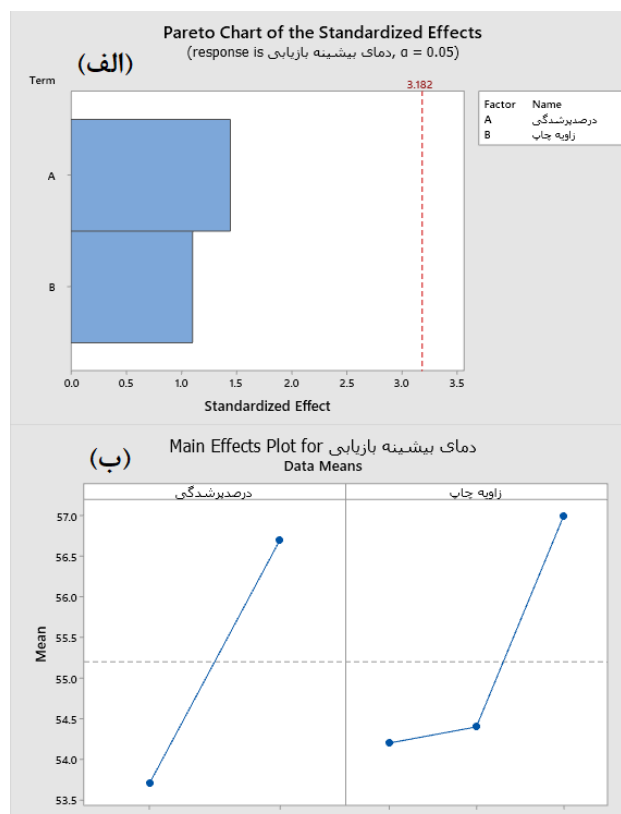 Pareto Chart of the Standardized Effects
(response is دمای بیشینه بازیابی, α = 0.05)
(الف)
Term
3.182
Factor Name
A درصدپرشدگی
B زاویه چاپ
A
B
0.0 0.5 1.0 1.5 2.0 2.5 3.0 3.5
Standardized Effect
(ب)
Main Effects Plot for دمای بیشینه بازیابی
Data Means
درصدپرشدگی زاویه چاپ
57.0
56.5
56.0
55.5
55.0
54.5
54.0
53.5
Mean